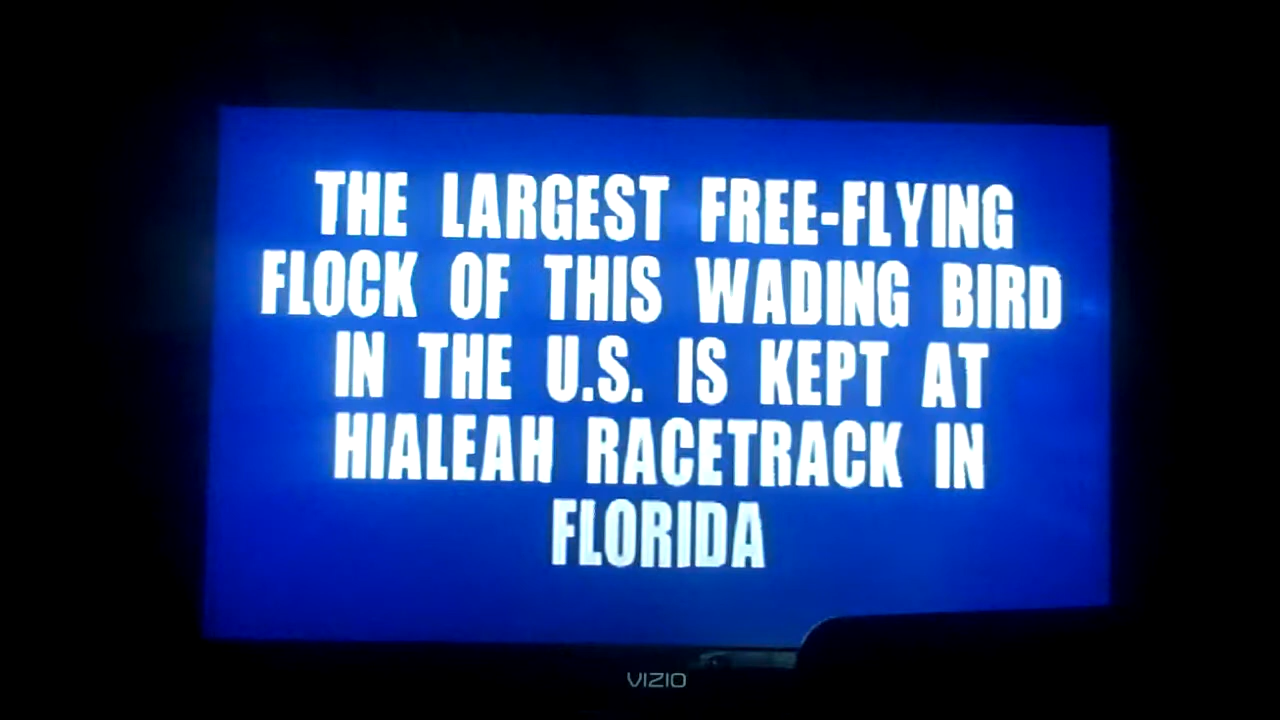 THE LARGEST FREE-FLYING
FLOCK OF THIS WADING BIRD
IN THE U.S. IS KEPT AT
HIALEAH RACETRACK IN
FLORIDA
VIZIO